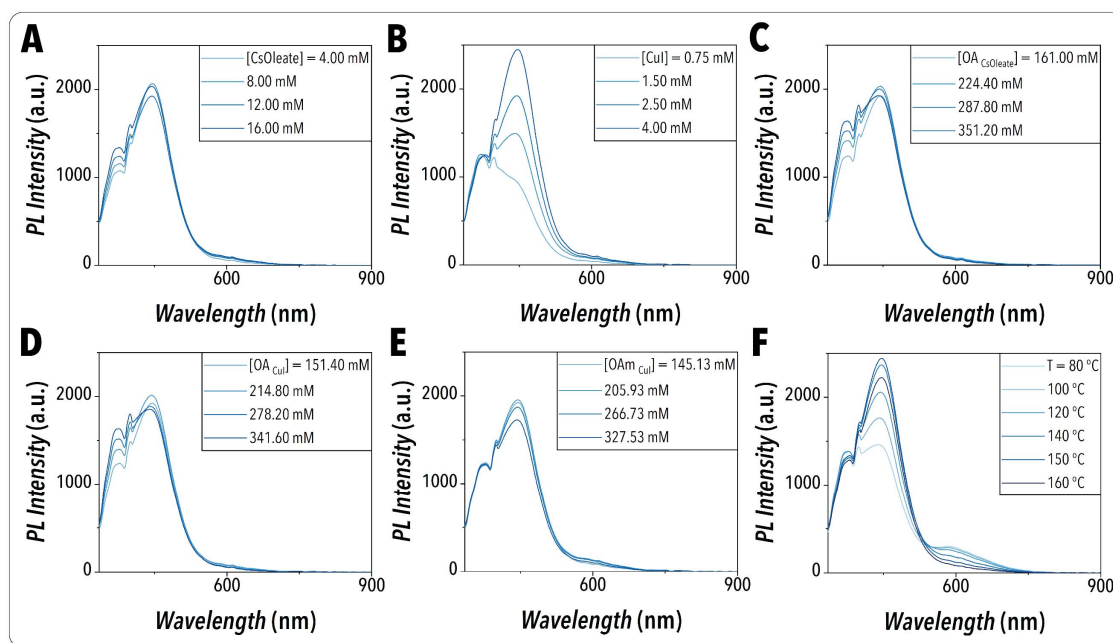 A
PL Intensity (a.u.)
2000
1000
0
600
900
Wavelength (nm)
[CsOleate] = 4.00 mM
8.00 mM
12.00 mM
16.00 mM
B
PL Intensity (a.u.)
2000
1000
0
600
900
Wavelength (nm)
[CuI] = 0.75 mM
1.50 mM
2.50 mM
4.00 mM
C
PL Intensity (a.u.)
2000
1000
0
600
900
Wavelength (nm)
[OA CsOleate] = 161.00 mM
224.40 mM
287.80 mM
351.20 mM
D
PL Intensity (a.u.)
2000
1000
0
600
900
Wavelength (nm)
[OA CuI] = 151.40 mM
214.80 mM
278.20 mM
341.60 mM
E
PL Intensity (a.u.)
2000
1000
0
600
900
Wavelength (nm)
[OAm CuI] = 145.13 mM
205.93 mM
266.73 mM
327.53 mM
F
PL Intensity (a.u.)
2000
1000
0
600
900
Wavelength (nm)
T = 80 ºC
100 ºC
120 ºC
140 ºC
150 ºC
160 ºC